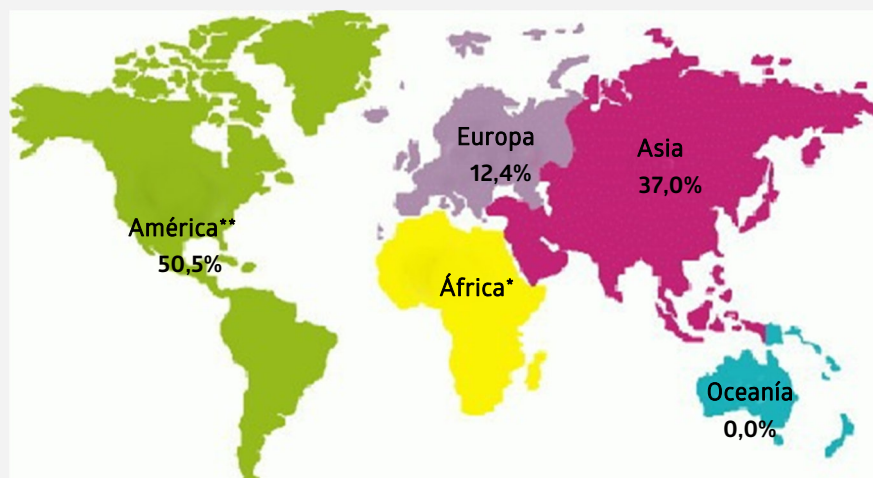 Europa
12,4%
Asia
37,0%
América**
50,5%
África*
Oceanía
0,0%